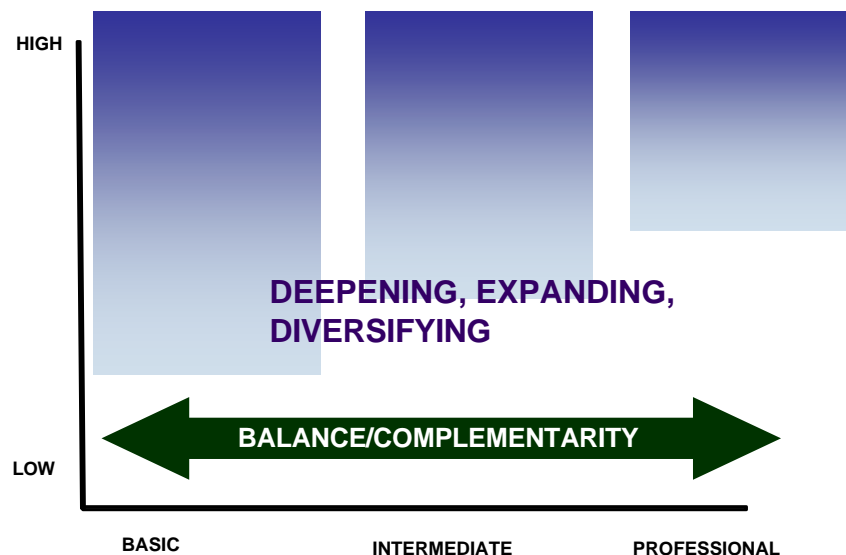 HIGH
DEEPENING, EXPANDING,
DIVERSIFYING
BALANCE/COMPLEMENTARITY
LOW
BASIC
INTERMEDIATE
PROFESSIONAL